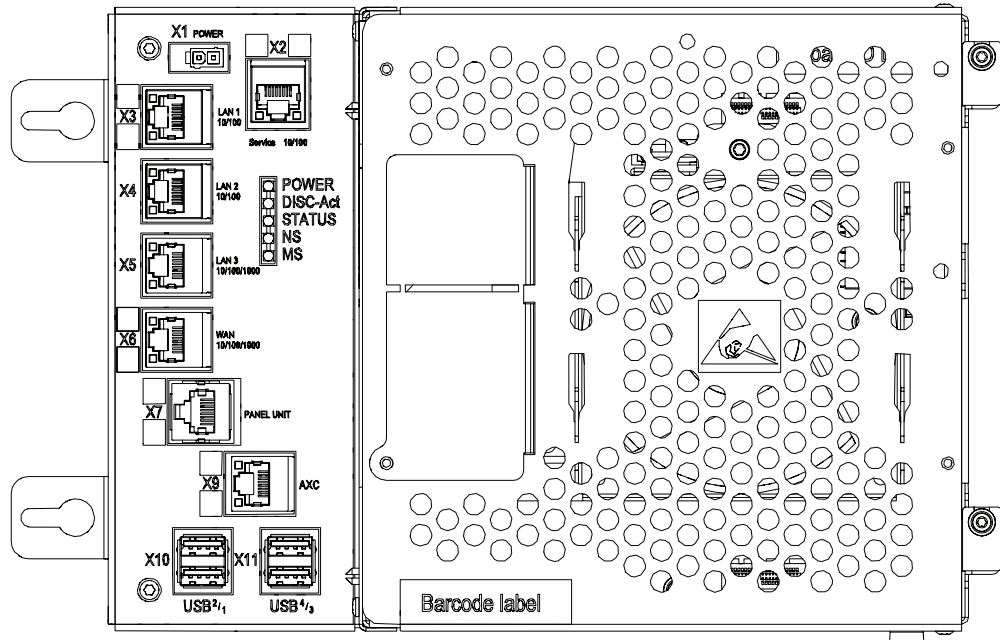 X1 POWER
X2
X3
LAN 1
10/100
Service 10/100
X4
LAN 2
10/100
POWER
DISC-Act
STATUS
NS
MS
X5
LAN 3
10/100/1000
X6
WAN
10/100/1000
X7
PANEL UNIT
X9
AXC
X10
X11
USB²/₁
USB⁴/₃
Barcode label